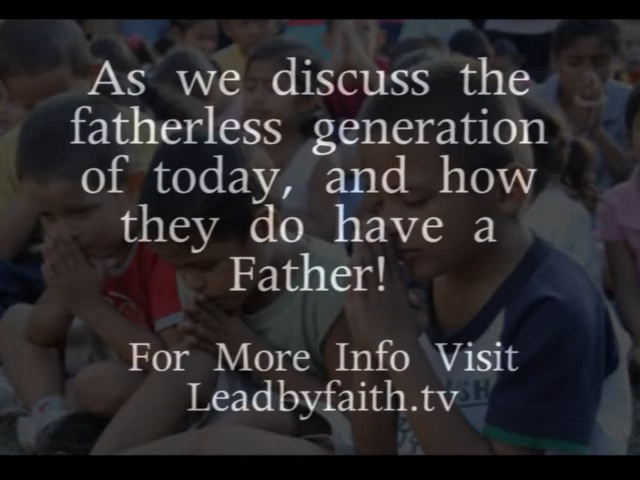 As we discuss the
fatherless generation
of today, and how
they do have a
Father!
For More Info Visit
Leadbyfaith.tv